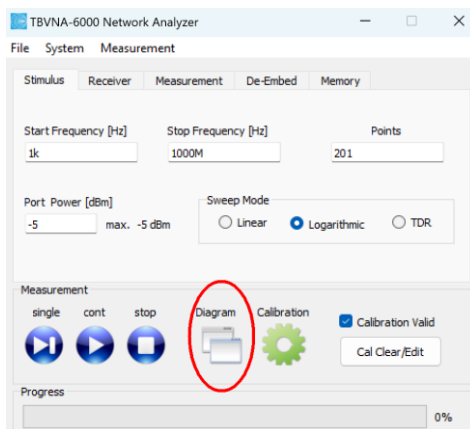 TBVNA-6000 Network Analyzer
File System Measurement
Stimulus Receiver Measurement De-Embed Memory
Start Frequency [Hz] Stop Frequency [Hz] Points
1k 1000M 201
Port Power [dBm] Sweep Mode
-5 max. -5 dBm Linear Logarithmic TDR
Measurement
single cont stop Diagram Calibration
Calibration Valid
Cal Clear/Edit
Progress
0%